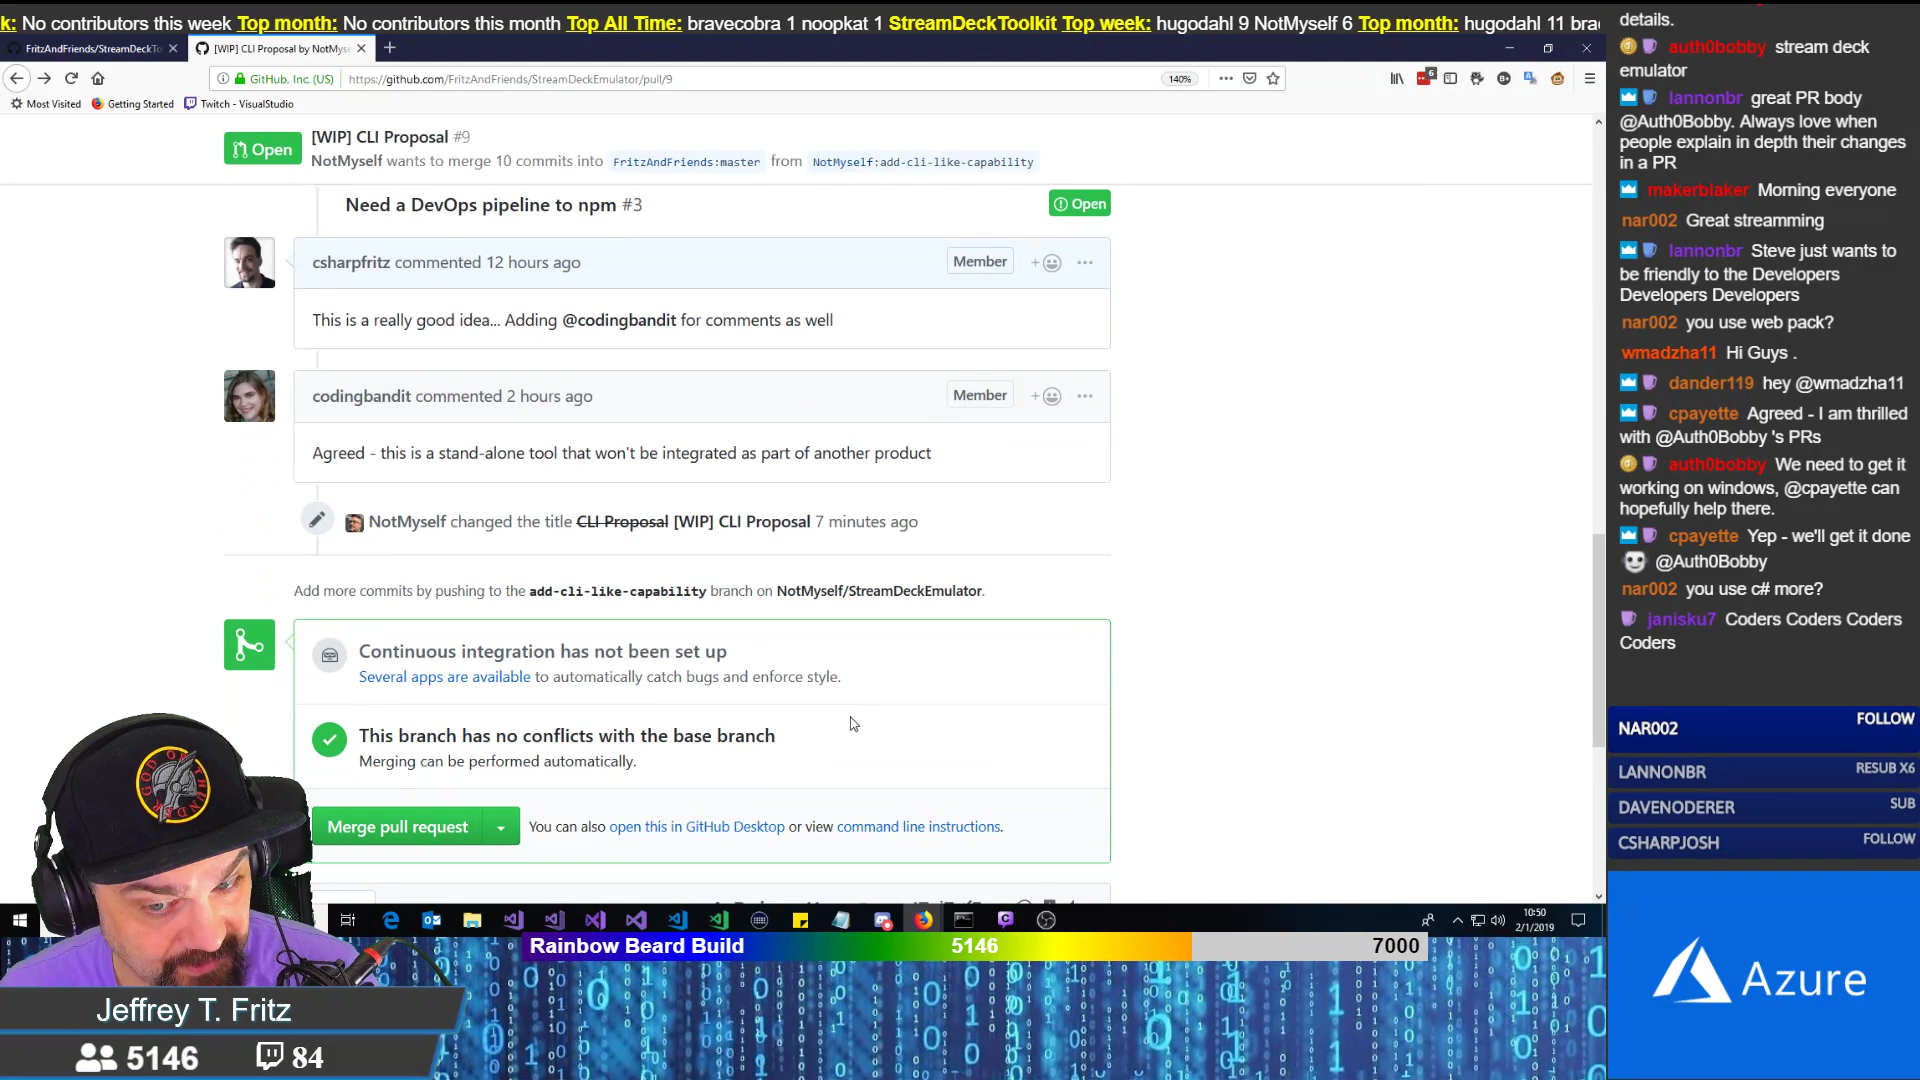 k: No contributors this week Top month: No contributors this month Top All Time: bravecobra 1 noopkat 1 StreamDeckToolkit Top week: hugodahl 9 NotMyself 6 Top month: hugodahl 11 brac
FritzAndFriends/StreamDeckTo
[WIP] CLI Proposal by NotMyse
GitHub, Inc. (US)
https://github.com/FritzAndFriends/StreamDeckEmulator/pull/9
140%
6
Most Visited
Getting Started
Twitch - VisualStudio
Open
[WIP] CLI Proposal #9
NotMyself wants to merge 10 commits into FritzAndFriends:master from NotMyself:add-cli-like-capability
Need a DevOps pipeline to npm #3
Open
csharpfritz commented 12 hours ago
Member
This is a really good idea... Adding @codingbandit for comments as well
codingbandit commented 2 hours ago
Member
Agreed - this is a stand-alone tool that won't be integrated as part of another product
NotMyself changed the title CLI Proposal [WIP] CLI Proposal 7 minutes ago
Add more commits by pushing to the add-cli-like-capability branch on NotMyself/StreamDeckEmulator.
Continuous integration has not been set up
Several apps are available to automatically catch bugs and enforce style.
This branch has no conflicts with the base branch
Merging can be performed automatically.
Merge pull request
You can also open this in GitHub Desktop or view command line instructions.
10:50
2/1/2019
details.
auth0bobby stream deck
emulator
lannonbr great PR body
@Auth0Bobby. Always love when
people explain in depth their changes
in a PR
makerblaker Morning everyone
nar002 Great streamming
lannonbr Steve just wants to
be friendly to the Developers
Developers Developers
nar002 you use web pack?
wmadzha11 Hi Guys .
dander119 hey @wmadzha11
cpayette Agreed - I am thrilled
with @Auth0Bobby 's PRs
auth0bobby We need to get it
working on windows, @cpayette can
hopefully help there.
cpayette Yep - we'll get it done
@Auth0Bobby
nar002 you use c# more?
janisku7 Coders Coders Coders
Coders
NAR002 FOLLOW
LANNONBR RESUB X6
DAVENODERER SUB
CSHARPJOSH FOLLOW
Azure
Rainbow Beard Build 5146 7000
GOD OF THUNDER
Jeffrey T. Fritz
5146 84